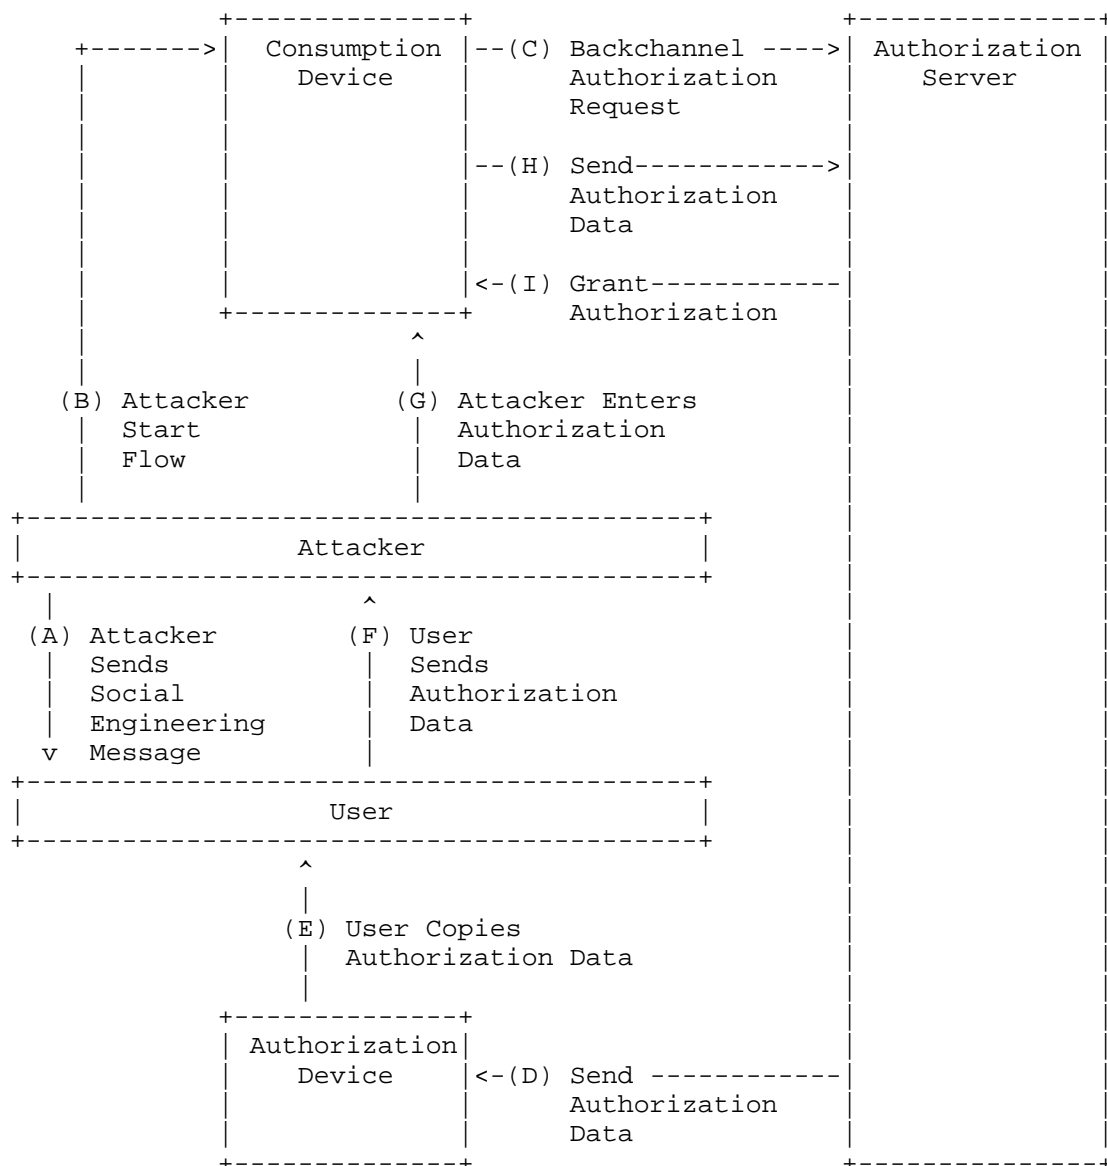 Consumption --(C) Backchannel ----> Authorization
Device Authorization Server
Request
--(H) Send------------>
Authorization
Data
<-(I) Grant------------
Authorization
(B) Attacker (G) Attacker Enters
Start Authorization
Flow Data
Attacker
(A) Attacker (F) User
Sends Sends
Social Authorization
Engineering Data
v Message
User
(E) User Copies
Authorization Data
Authorization
Device <-(D) Send ------------
Authorization
Data